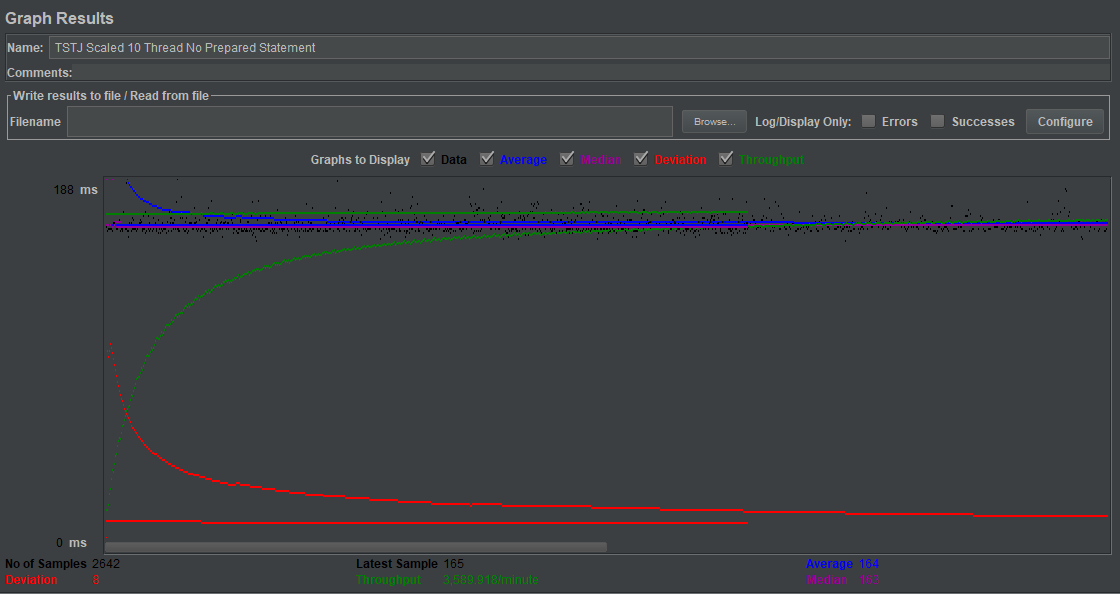 Graph Results
Name: TSTJ Scaled 10 Thread No Prepared Statement
Comments:
Write results to file / Read from file
Filename Browse... Log/Display Only: Errors Successes Configure
Graphs to Display Data Average Median Deviation Throughput
188 ms
0 ms
No of Samples 2642 Latest Sample 165 Average 164
Deviation 8 Throughput 3,589.918/minute Median